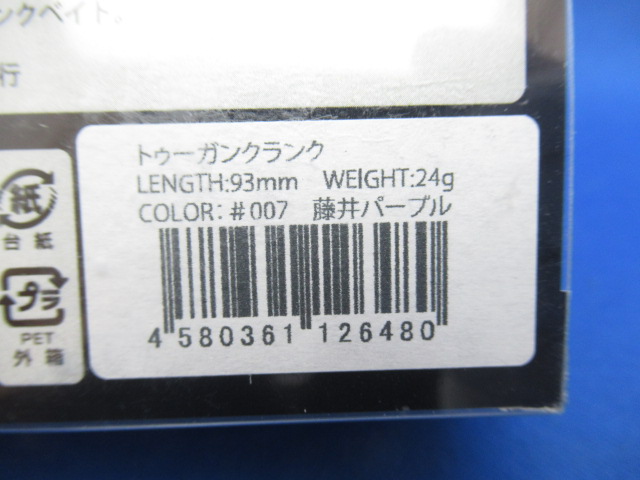 ンクベイト。
行
紙
台紙
プラ
PET
外箱
トゥーガンクランク
LENGTH:93mm WEIGHT:24g
COLOR: #007 藤井パープル
4 580361 126480